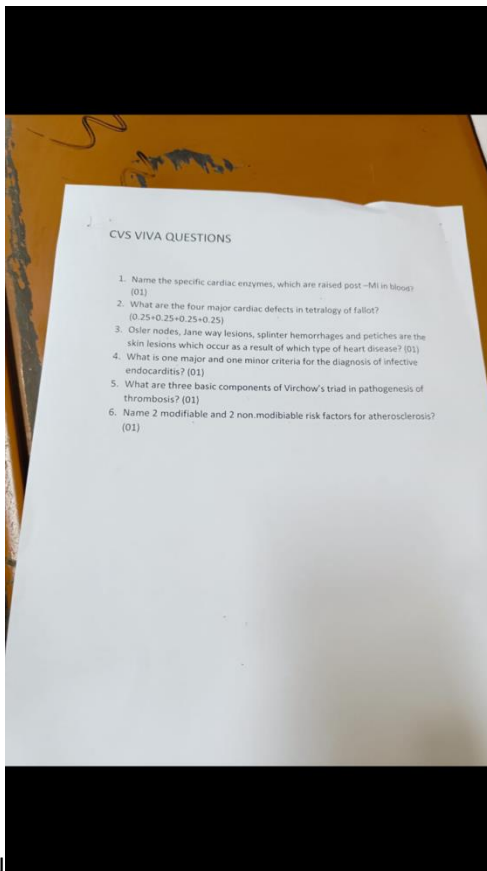 CVS VIVA QUESTIONS
1. Name the specific cardiac enzymes, which are raised post –MI in blood?
(01)
2. What are the four major cardiac defects in tetralogy of fallot?
(0.25+0.25+0.25+0.25)
3. Osler nodes, Jane way lesions, splinter hemorrhages and petiches are the
skin lesions which occur as a result of which type of heart disease? (01)
4. What is one major and one minor criteria for the diagnosis of infective
endocarditis? (01)
5. What are three basic components of Virchow's triad in pathogenesis of
thrombosis? (01)
6. Name 2 modifiable and 2 non.modibiable risk factors for atherosclerosis?
(01)